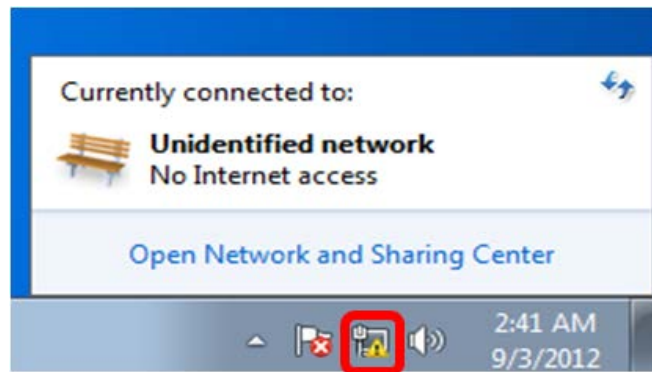 Currently connected to:
Unidentified network
No Internet access
Open Network and Sharing Center
2:41 AM
9/3/2012